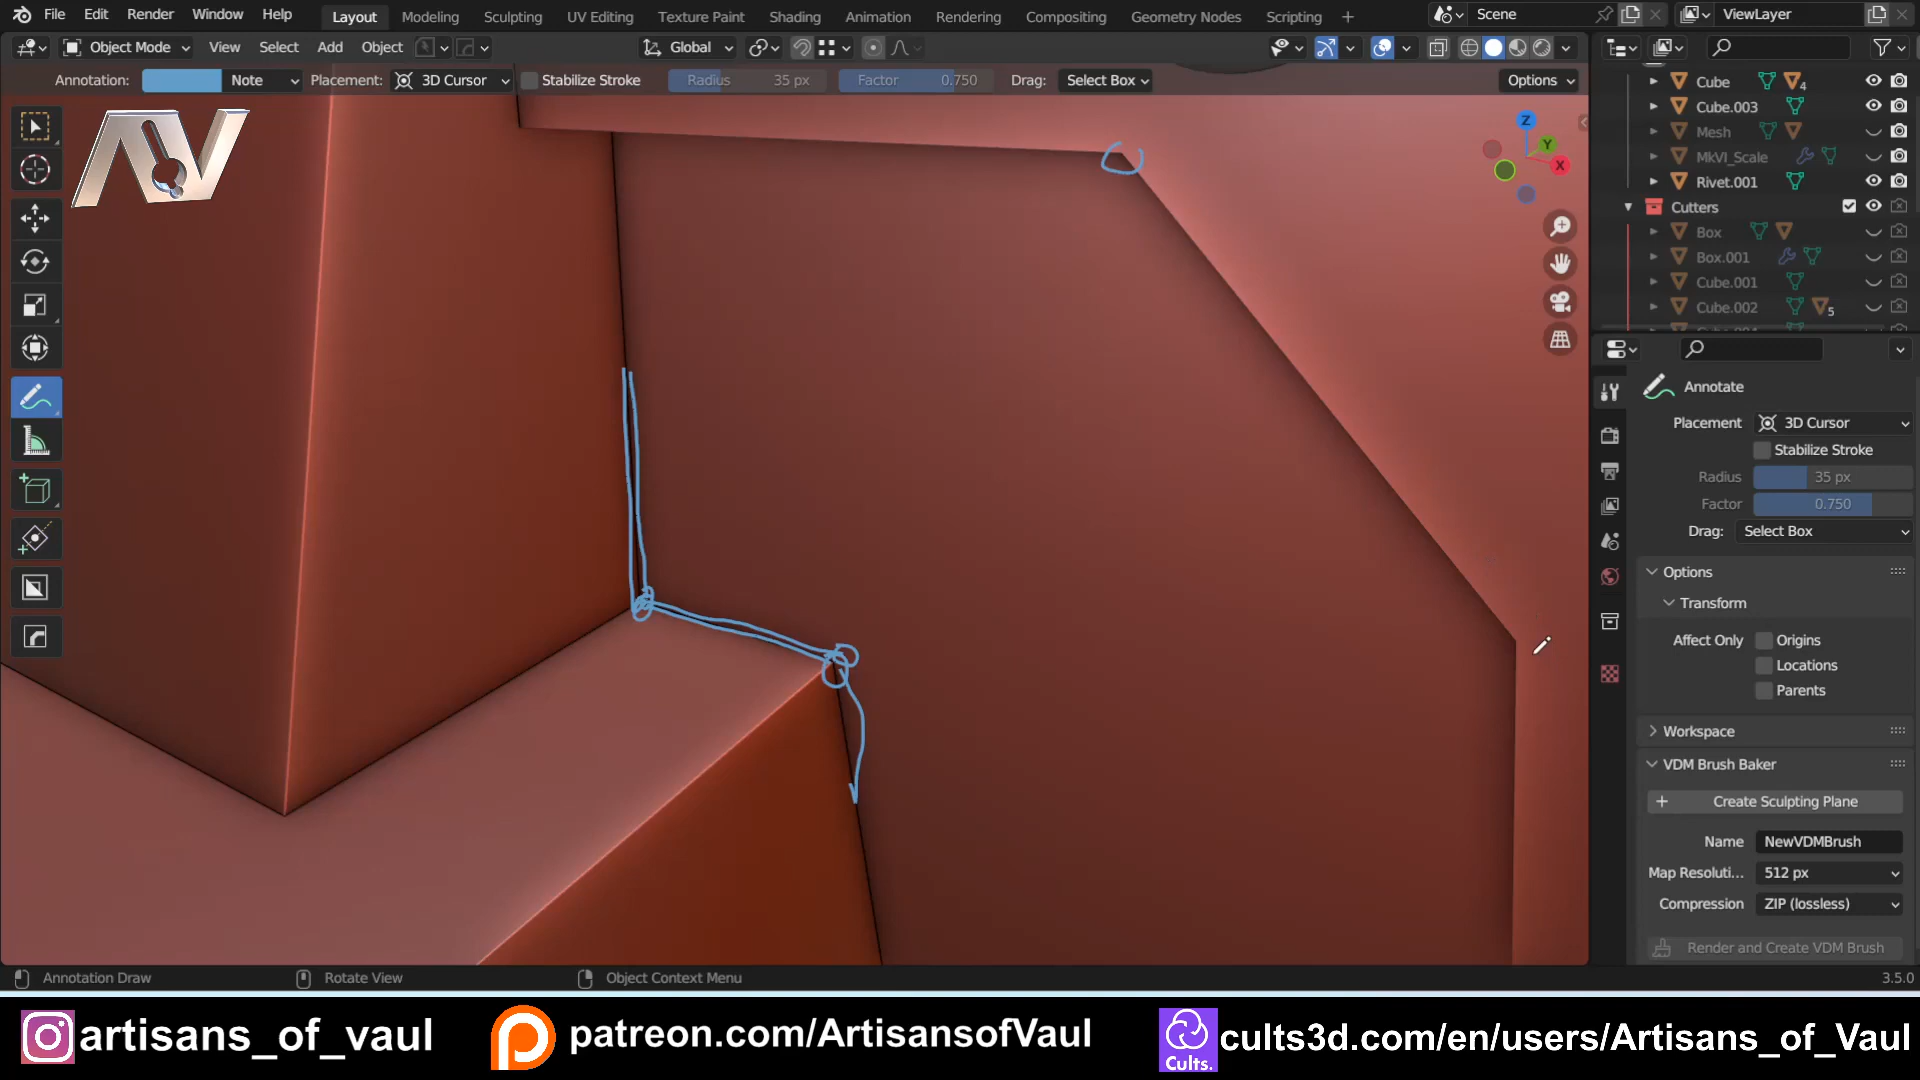 File Edit Render Window Help Layout Modeling Sculpting UV Editing Texture Paint Shading Animation Rendering Compositing Geometry Nodes Scripting + Scene ViewLayer
Object Mode View Select Add Object Global
Annotation: Note Placement: 3D Cursor Stabilize Stroke Radius 35 px Factor 0.750 Drag: Select Box Options
Cube 4
Cube.003
Mesh
MkVI_Scale
Rivet.001
Cutters
Box
Box.001
Cube.001
Cube.002 5
Z
Y
X
Annotate
Placement 3D Cursor
Stabilize Stroke
Radius 35 px
Factor 0.750
Drag: Select Box
Options
Transform
Affect Only Origins
Locations
Parents
Workspace
VDM Brush Baker
Create Sculpting Plane
Name NewVDMBrush
Map Resoluti... 512 px
Compression ZIP (lossless)
Render and Create VDM Brush
Annotation Draw Rotate View Object Context Menu 3.5.0
artisans_of_vaul patreon.com/ArtisansofVaul Cults. cults3d.com/en/users/Artisans_of_Vaul